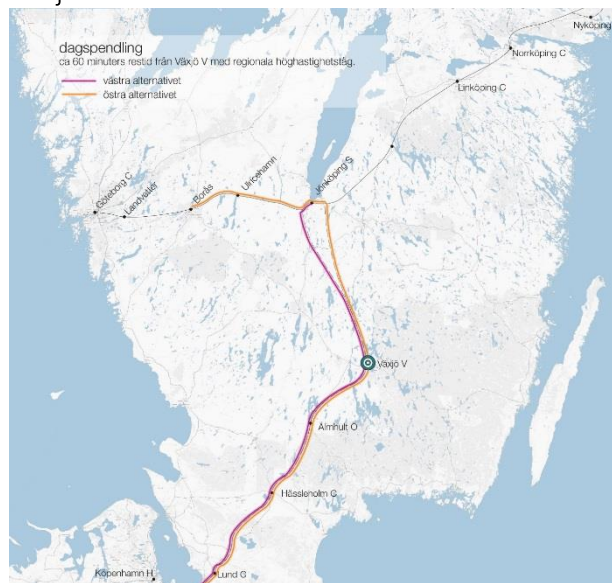 dagspendling
ca 60 minuters restid från Växjö V med regionala höghastighetståg.
västra alternativet
östra alternativet
Nyköping
Norrköping C
Linköping C
Jönköping S
Ulricehamn
Borås
Göteborg C
Landvetter
Växjö V
Älmhult Ö
Hässleholm C
Köpenhamn H
Lund C